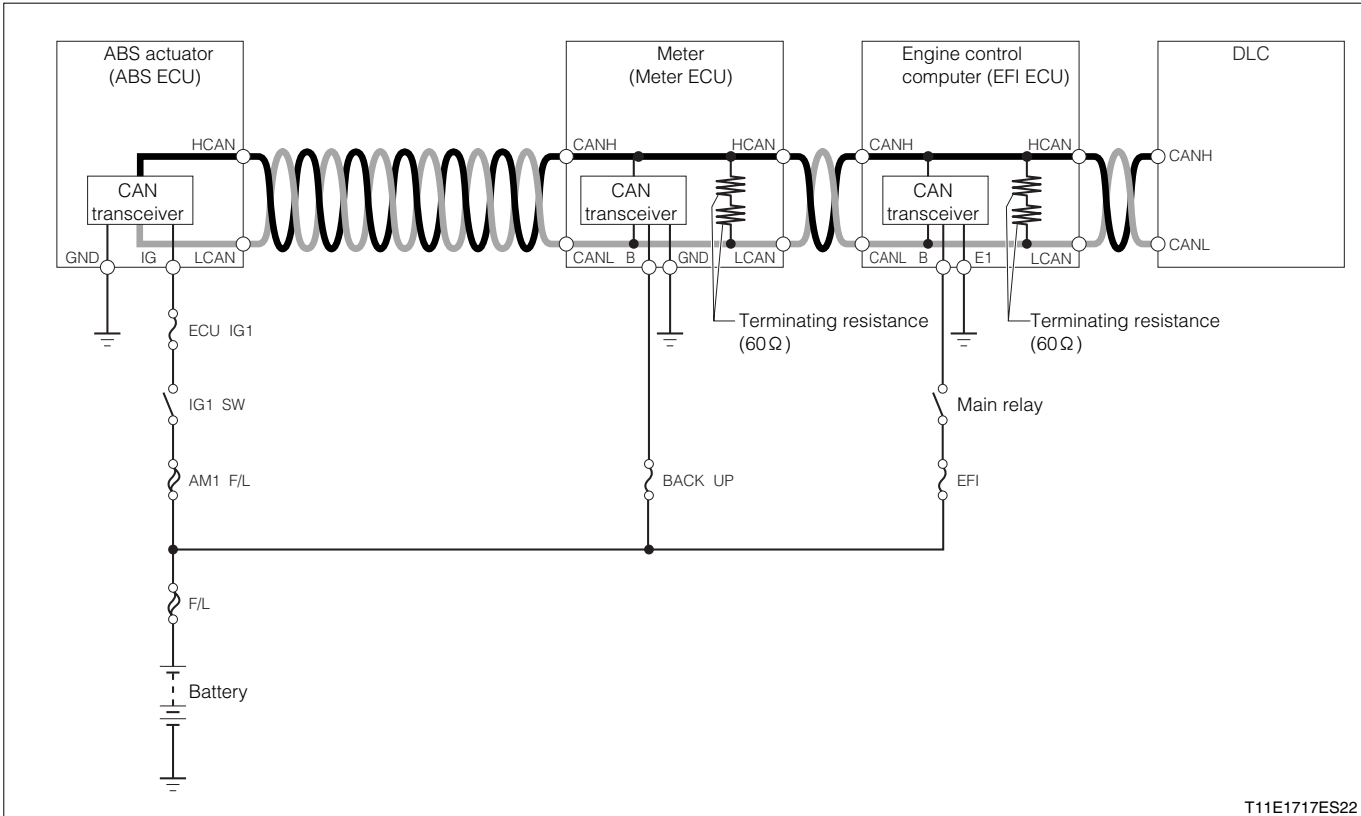 ABS actuator
(ABS ECU)
Meter
(Meter ECU)
Engine control
computer (EFI ECU)
DLC
HCAN
CANH
HCAN
CANH
HCAN
CANH
CAN
transceiver
CAN
transceiver
CAN
transceiver
GND
IG
LCAN
CANL
B
GND
LCAN
CANL
B
E1
LCAN
CANL
ECU IG1
Terminating resistance
(60Ω)
Terminating resistance
(60Ω)
IG1 SW
Main relay
AM1 F/L
BACK UP
EFI
F/L
Battery
T11E1717ES22